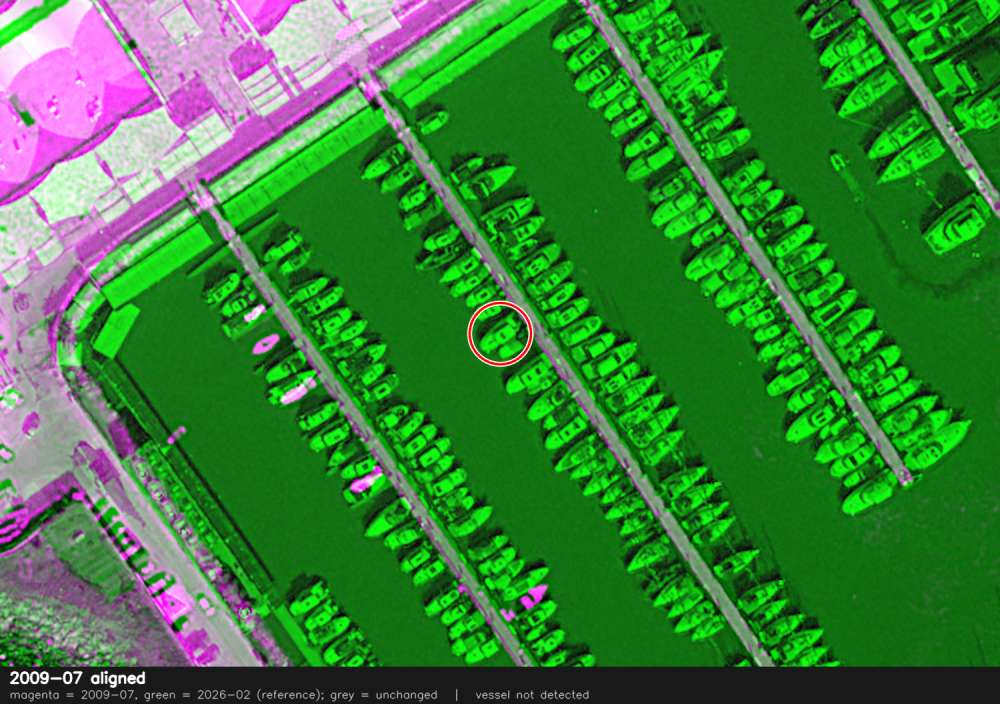 2009-07 aligned
magenta = 2009-07, green = 2026-02 (reference); grey = unchanged | vessel not detected